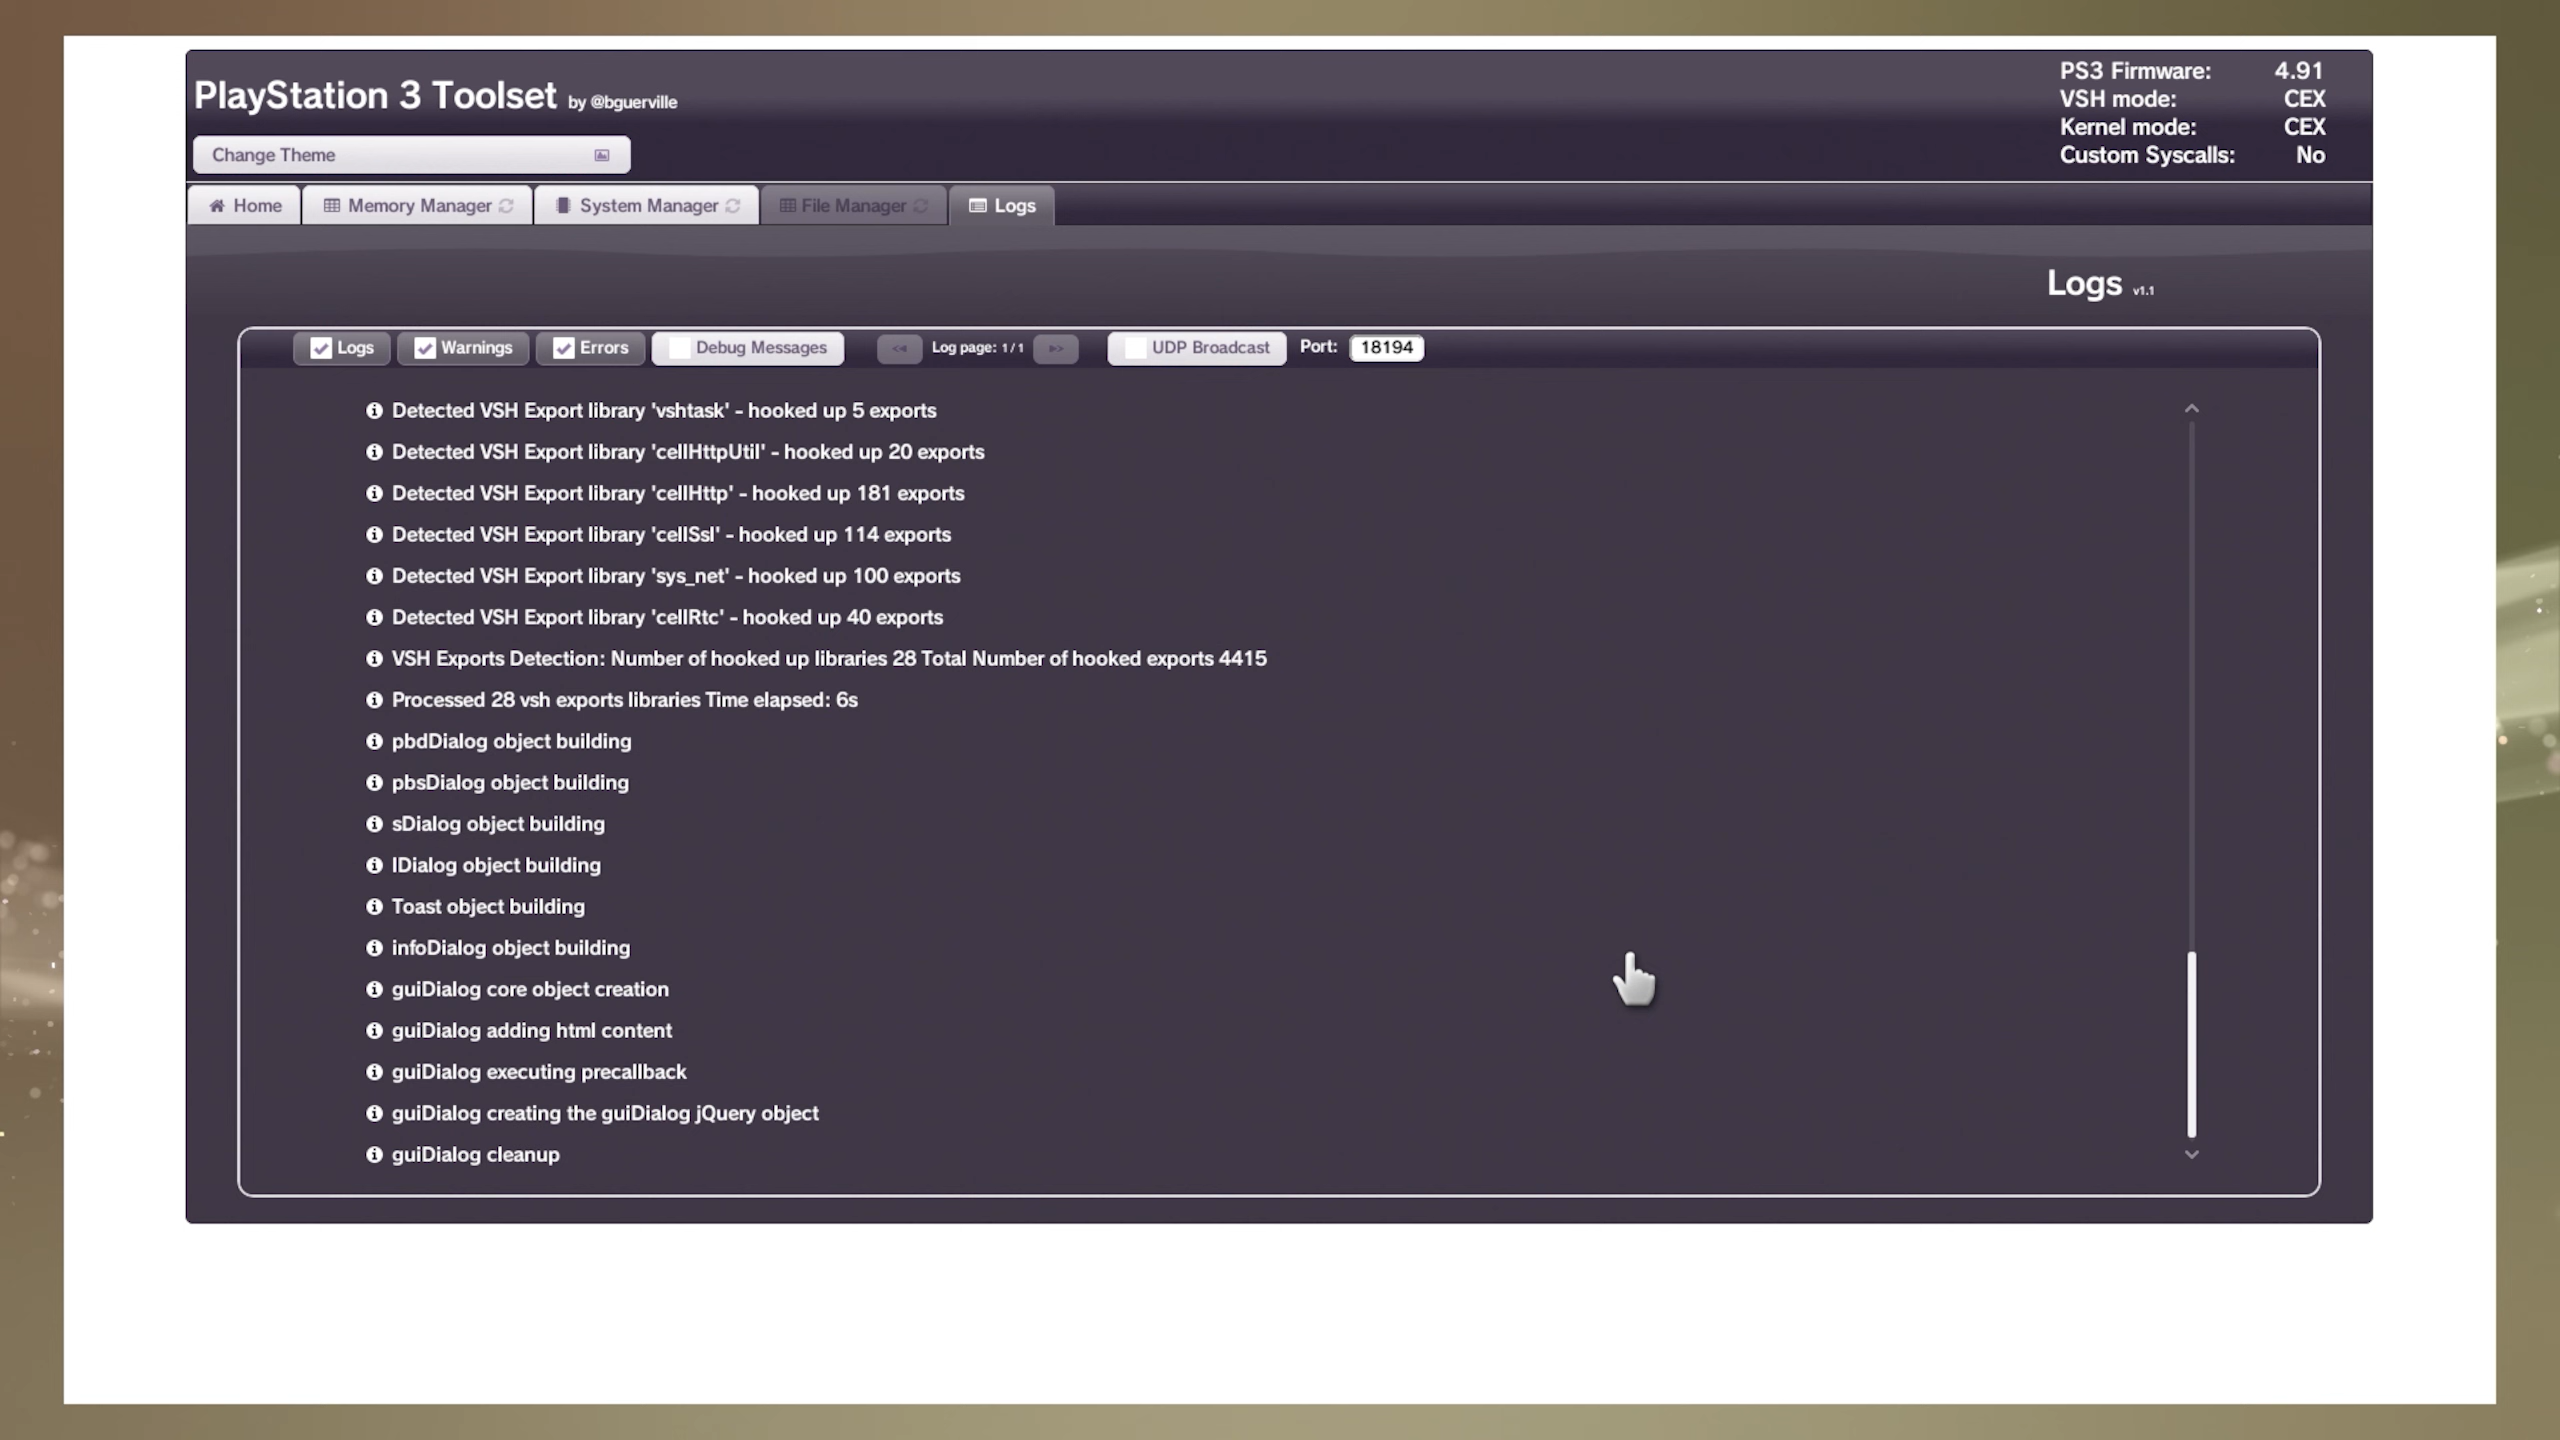 PlayStation 3 Toolset by @bguerville
PS3 Firmware: 4.91
VSH mode: CEX
Kernel mode: CEX
Custom Syscalls: No
Change Theme
Home Memory Manager System Manager File Manager Logs
Logs v1.1
Logs Warnings Errors Debug Messages << Log page: 1/1 >> UDP Broadcast Port: 18194
Detected VSH Export library 'vshtask' - hooked up 5 exports
Detected VSH Export library 'cellHttpUtil' - hooked up 20 exports
Detected VSH Export library 'cellHttp' - hooked up 181 exports
Detected VSH Export library 'cellSsl' - hooked up 114 exports
Detected VSH Export library 'sys_net' - hooked up 100 exports
Detected VSH Export library 'cellRtc' - hooked up 40 exports
VSH Exports Detection: Number of hooked up libraries 28 Total Number of hooked exports 4415
Processed 28 vsh exports libraries Time elapsed: 6s
pbdDialog object building
pbsDialog object building
sDialog object building
lDialog object building
Toast object building
infoDialog object building
guiDialog core object creation
guiDialog adding html content
guiDialog executing precallback
guiDialog creating the guiDialog jQuery object
guiDialog cleanup